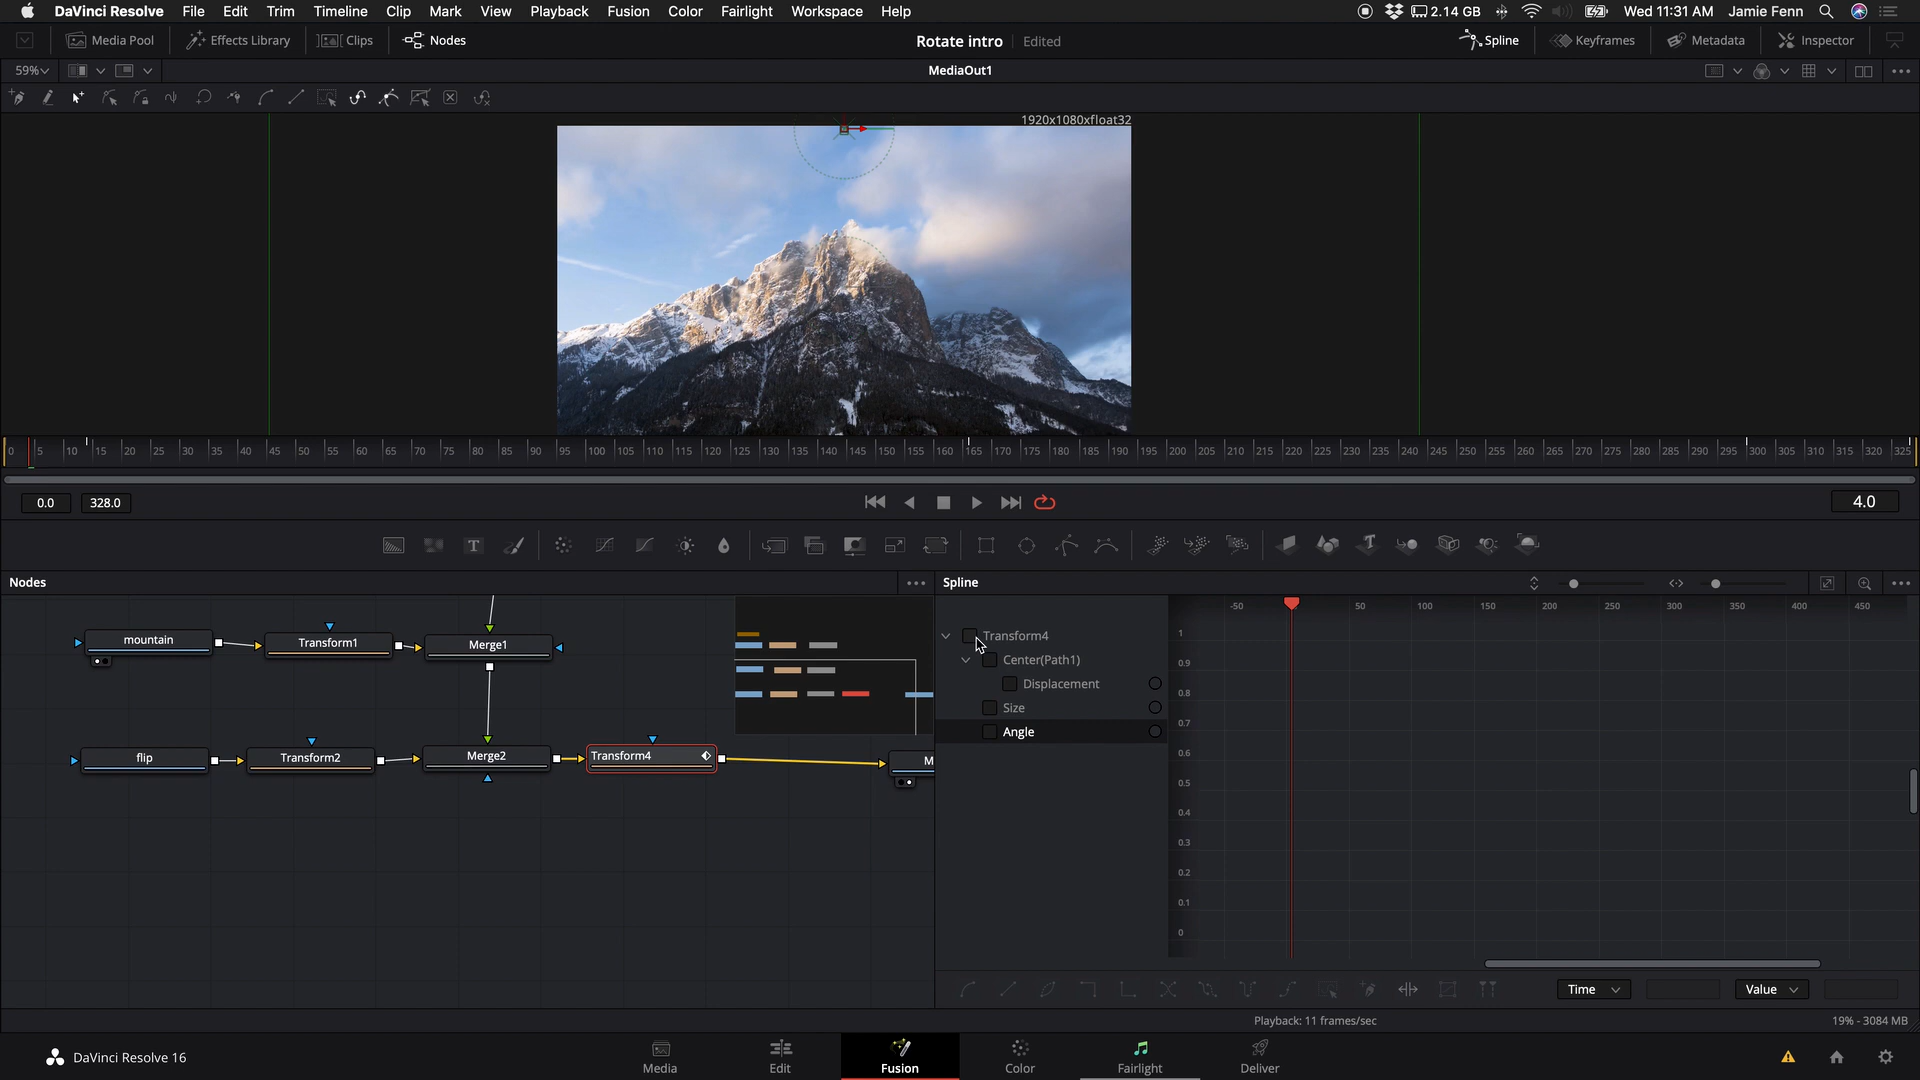 DaVinci Resolve File Edit Trim Timeline Clip Mark View Playback Fusion Color Fairlight Workspace Help 2.14 GB Wed 11:31 AM Jamie Fenn
Media Pool Effects Library Clips Nodes Rotate intro Edited Spline Keyframes Metadata Inspector
59% MediaOut1
1920x1080xfloat32
0 5 10 15 20 25 30 35 40 45 50 55 60 65 70 75 80 85 90 95 100 105 110 115 120 125 130 135 140 145 150 155 160 165 170 175 180 185 190 195 200 205 210 215 220 225 230 235 240 245 250 255 260 265 270 275 280 285 290 295 300 305 310 315 320 325
0.0 328.0 4.0
Nodes Spline
-50 50 100 150 200 250 300 350 400 450
mountain Transform1 Merge1
flip Transform2 Merge2 Transform4 M
Transform4
Center(Path1)
Displacement
Size
Angle
1
0.9
0.8
0.7
0.6
0.5
0.4
0.3
0.2
0.1
0
Time Value
Playback: 11 frames/sec 19% - 3084 MB
DaVinci Resolve 16 Media Edit Fusion Color Fairlight Deliver